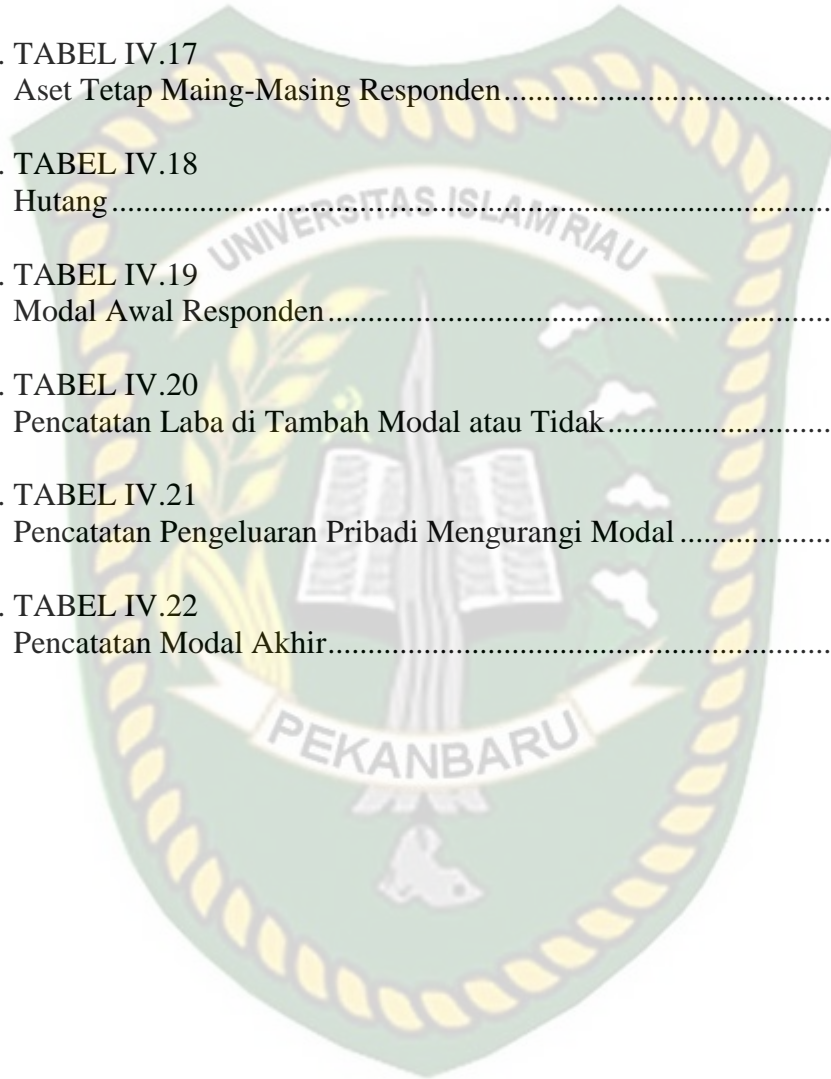 . TABEL IV.17
Aset Tetap Maing-Masing Responden........................................
. TABEL IV.18
Hutang..........................................................................................
. TABEL IV.19
Modal Awal Responden..............................................................
. TABEL IV.20
Pencatatan Laba di Tambah Modal atau Tidak............................
. TABEL IV.21
Pencatatan Pengeluaran Pribadi Mengurangi Modal...................
. TABEL IV.22
Pencatatan Modal Akhir..............................................................
UNIVERSITAS ISLAM RIAU
PEKANBARU